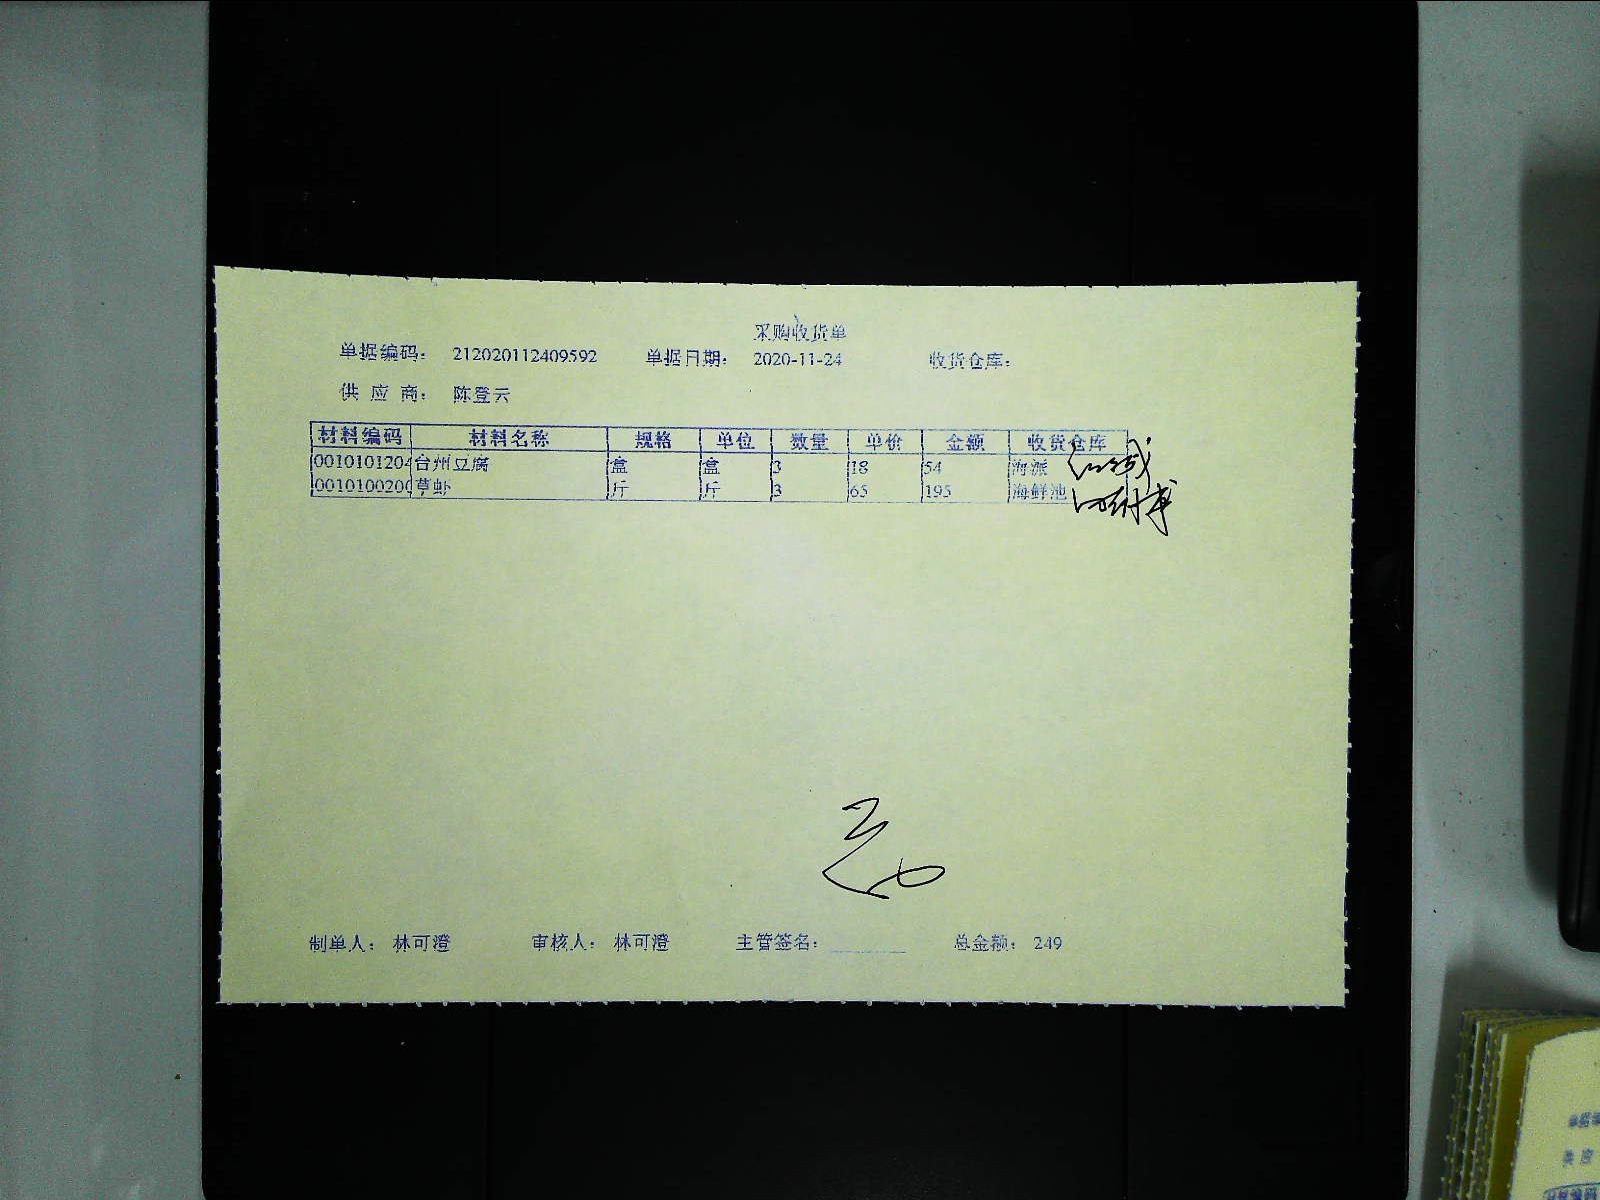 采购收货单
单据编码： 212020112409592 单据日期： 2020-11-24 收货仓库：
供 应 商： 陈登云
材料编码 材料名称 规格 单位 数量 单价 金额 收货仓库
0010101204 台州豆腐 盒 盒 3 18 54 海派
0010100200 草虾 斤 斤 3 65 195 海鲜池
制单人： 林可澄 审核人： 林可澄 主管签名： 总金额： 249